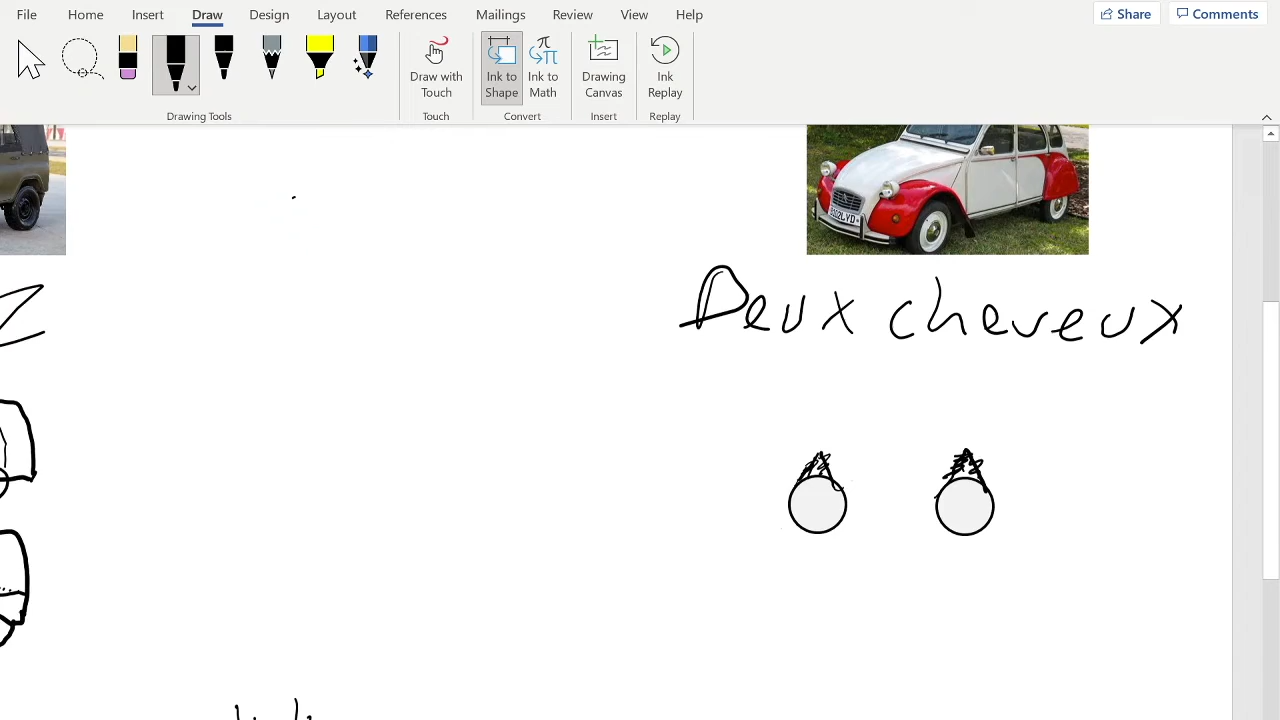 File Home Insert Draw Design Layout References Mailings Review View Help Share Comments
Draw with Touch Ink to Shape Ink to Math Drawing Canvas Ink Replay
Drawing Tools Touch Convert Insert Replay
Z
Deux cheveux